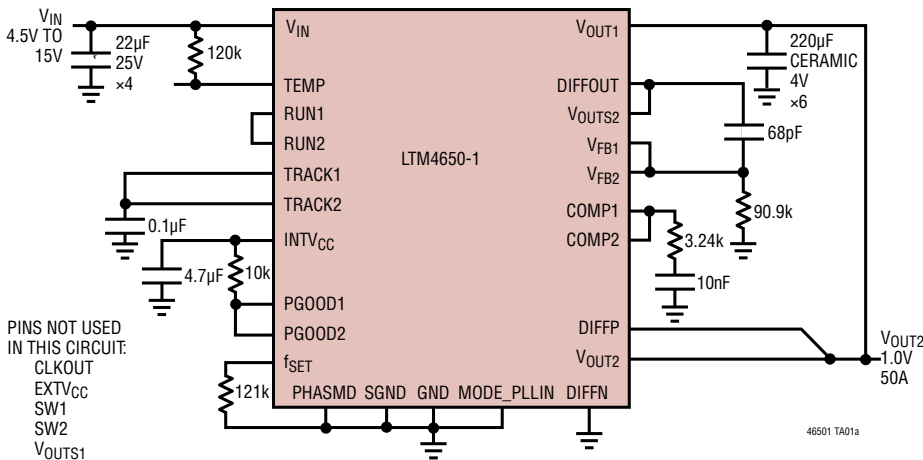 VIN
4.5V TO
15V
22µF
25V
×4
120k
VIN
TEMP
RUN1
RUN2
TRACK1
TRACK2
0.1µF
INTVCC
4.7µF
10k
PGOOD1
PGOOD2
fSET
121k
PHASMD
SGND
GND
MODE_PLLIN
DIFFN
LTM4650-1
VOUT1
DIFFOUT
VOUTS2
VFB1
VFB2
COMP1
COMP2
DIFFP
VOUT2
220µF
CERAMIC
4V
×6
68pF
90.9k
3.24k
10nF
VOUT2
1.0V
50A
PINS NOT USED
IN THIS CIRCUIT:
CLKOUT
EXTVCC
SW1
SW2
VOUTS1
46501 TA01a